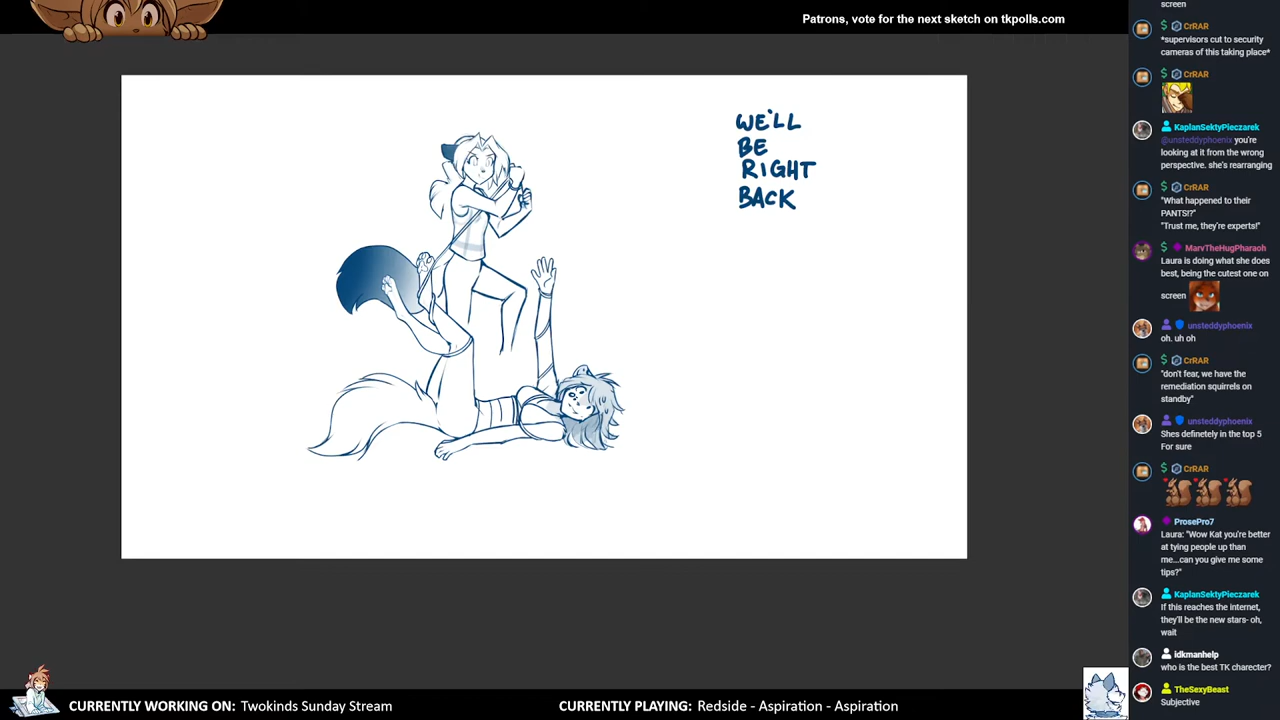 Patrons, vote for the next sketch on tkpolls.com
WE'LL
BE
RIGHT
BACK
screen
CrRAR
*supervisors cut to security
cameras of this taking place*
CrRAR
KaplanSektyPieczarek
@unsteddyphoenix you're
looking at it from the wrong
perspective. she's rearranging
CrRAR
"What happened to their
PANTS!?"
"Trust me, they're experts!"
MarvTheHugPharaoh
Laura is doing what she does
best, being the cutest one on
screen
unsteddyphoenix
oh. uh oh
CrRAR
"don't fear, we have the
remediation squirrels on
standby"
unsteddyphoenix
Shes definetely in the top 5
For sure
CrRAR
ProsePro7
Laura: "Wow Kat you're better
at tying people up than
me...can you give me some
tips?"
KaplanSektyPieczarek
If this reaches the internet,
they'll be the new stars- oh,
wait
idkmanhelp
who is the best TK charecter?
TheSexyBeast
Subjective
CURRENTLY WORKING ON: Twokinds Sunday Stream
CURRENTLY PLAYING: Redside - Aspiration - Aspiration